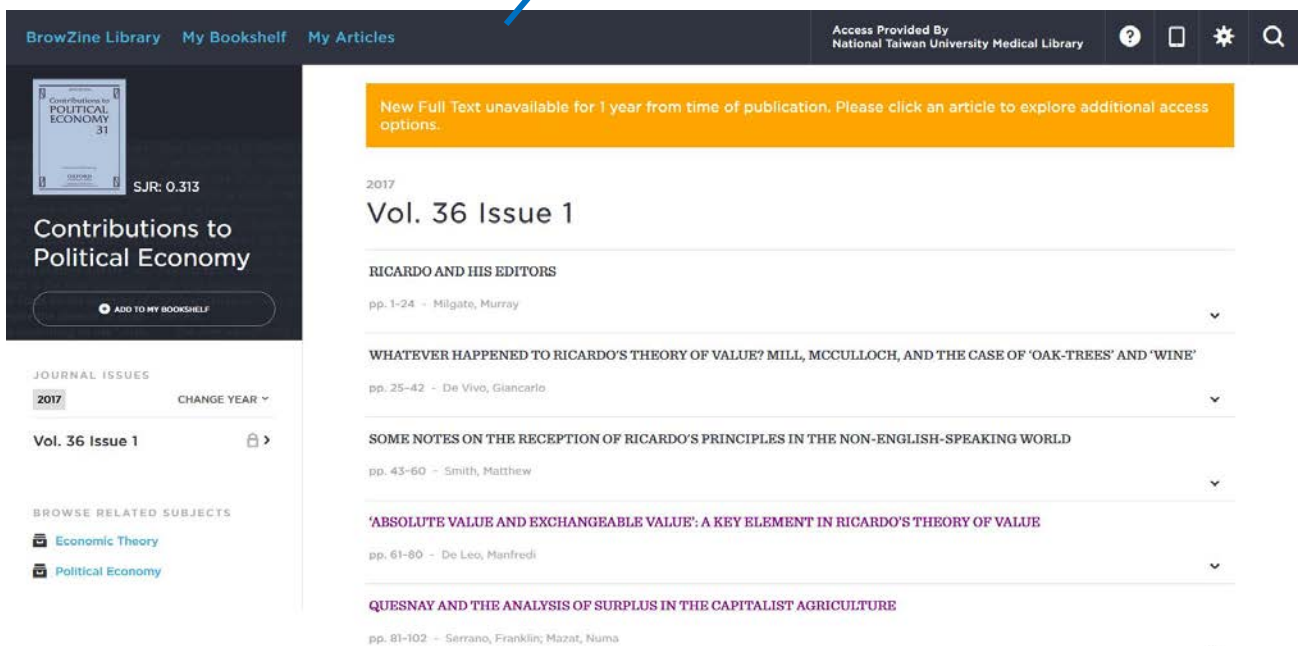 BrowZine Library My Bookshelf My Articles
Access Provided By
National Taiwan University Medical Library
Contributions to
POLITICAL
ECONOMY
31
OXFORD
SJR: 0.313
Contributions to
Political Economy
ADD TO MY BOOKSHELF
JOURNAL ISSUES
2017 CHANGE YEAR
Vol. 36 Issue 1
BROWSE RELATED SUBJECTS
Economic Theory
Political Economy
New Full Text unavailable for 1 year from time of publication. Please click an article to explore additional access
options.
2017
Vol. 36 Issue 1
RICARDO AND HIS EDITORS
pp. 1-24 - Milgate, Murray
WHATEVER HAPPENED TO RICARDO'S THEORY OF VALUE? MILL, MCCULLOCH, AND THE CASE OF ‘OAK-TREES’ AND ‘WINE’
pp. 25-42 - De Vivo, Giancarlo
SOME NOTES ON THE RECEPTION OF RICARDO'S PRINCIPLES IN THE NON-ENGLISH-SPEAKING WORLD
pp. 43-60 - Smith, Matthew
‘ABSOLUTE VALUE AND EXCHANGEABLE VALUE’: A KEY ELEMENT IN RICARDO'S THEORY OF VALUE
pp. 61-80 - De Leo, Manfredi
QUESNAY AND THE ANALYSIS OF SURPLUS IN THE CAPITALIST AGRICULTURE
pp. 81-102 - Serrano, Franklin; Mazat, Numa